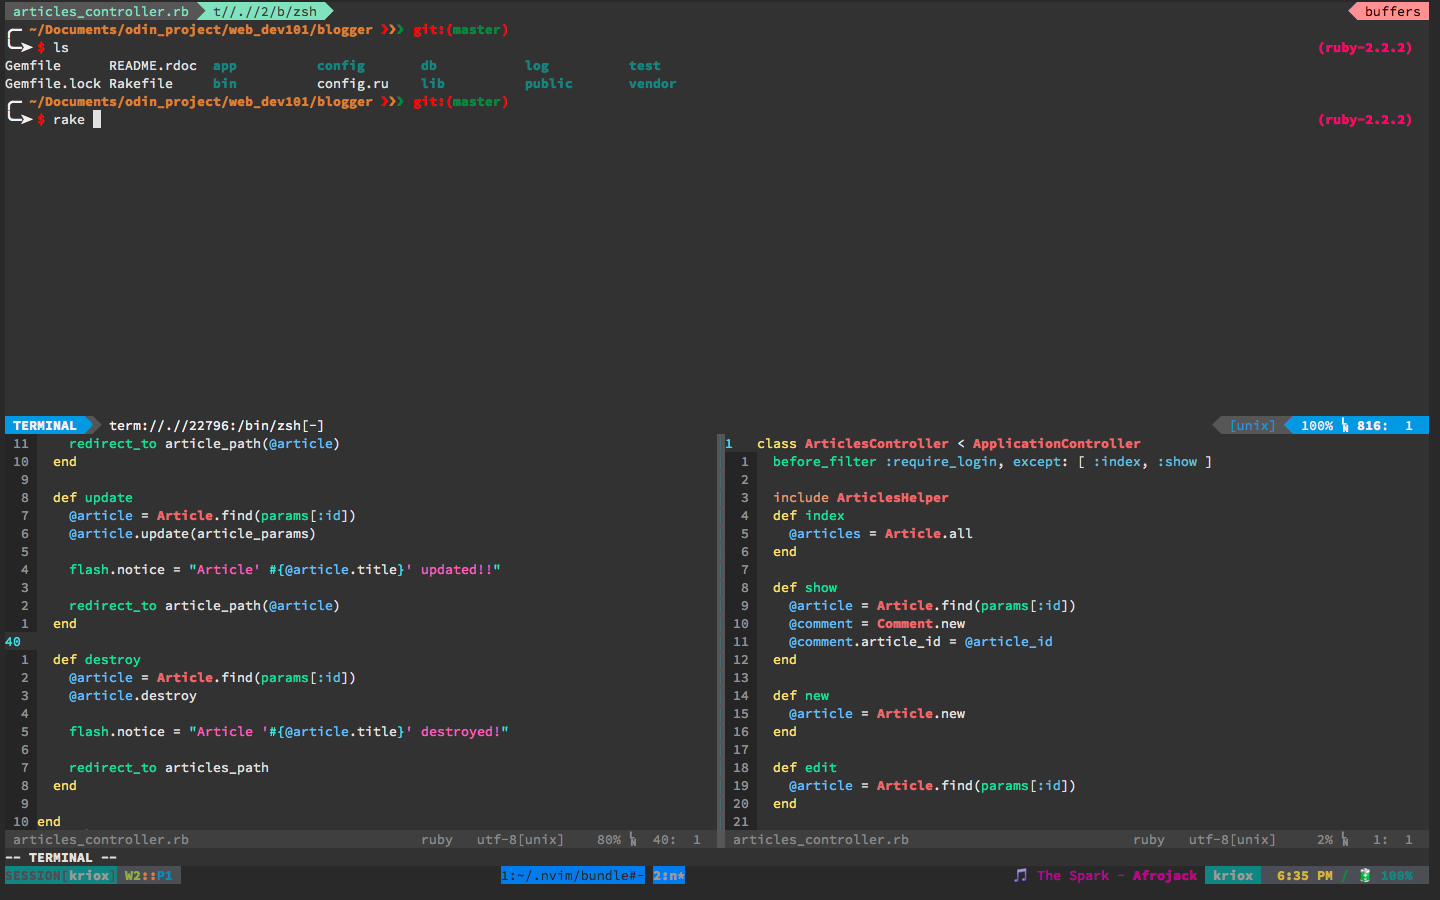 articles_controller.rb t//.//2/b/zsh buffers
~/Documents/odin_project/web_dev101/blogger ❯❯❯ git:(master)
$ ls (ruby-2.2.2)
Gemfile README.rdoc app config db log test
Gemfile.lock Rakefile bin config.ru lib public vendor
~/Documents/odin_project/web_dev101/blogger ❯❯❯ git:(master)
$ rake (ruby-2.2.2)
TERMINAL term://.//22796:/bin/zsh[-] [unix] 100% 816: 1
11 redirect_to article_path(@article)
10 end
9
8 def update
7 @article = Article.find(params[:id])
6 @article.update(article_params)
5
4 flash.notice = "Article' #{@article.title}' updated!!"
3
2 redirect_to article_path(@article)
1 end
40
1 def destroy
2 @article = Article.find(params[:id])
3 @article.destroy
4
5 flash.notice = "Article '#{@article.title}' destroyed!"
6
7 redirect_to articles_path
8 end
9
10 end
articles_controller.rb ruby utf-8[unix] 80% 40: 1
1 class ArticlesController < ApplicationController
1 before_filter :require_login, except: [ :index, :show ]
2
3 include ArticlesHelper
4 def index
5 @articles = Article.all
6 end
7
8 def show
9 @article = Article.find(params[:id])
10 @comment = Comment.new
11 @comment.article_id = @article_id
12 end
13
14 def new
15 @article = Article.new
16 end
17
18 def edit
19 @article = Article.find(params[:id])
20 end
21
articles_controller.rb ruby utf-8[unix] 2% 1: 1
-- TERMINAL --
SESSION[kriox] W2::P1 1:~/.nvim/bundle#- 2:n* 🎵 The Spark - Afrojack kriox 6:35 PM / 100%